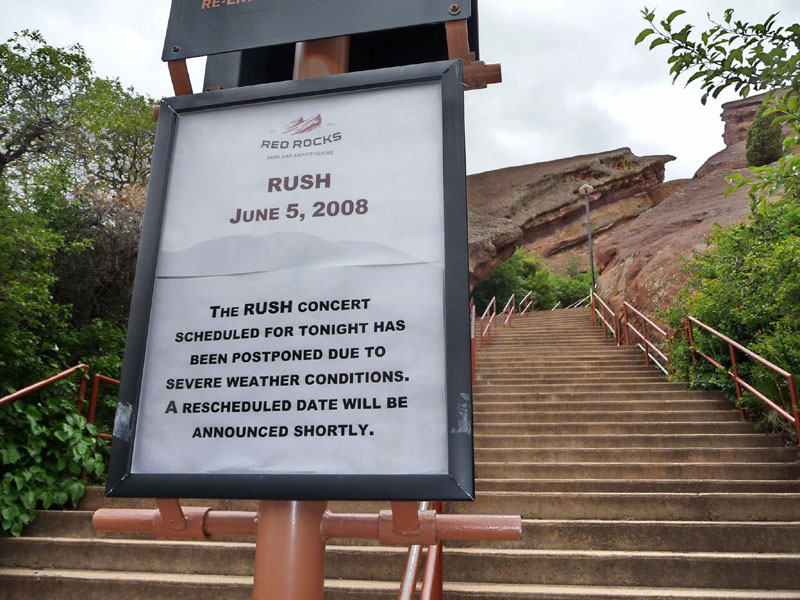 RED ROCKS
PARK AND AMPHITHEATRE
RUSH
JUNE 5, 2008
THE RUSH CONCERT
SCHEDULED FOR TONIGHT HAS
BEEN POSTPONED DUE TO
SEVERE WEATHER CONDITIONS.
A RESCHEDULED DATE WILL BE
ANNOUNCED SHORTLY.